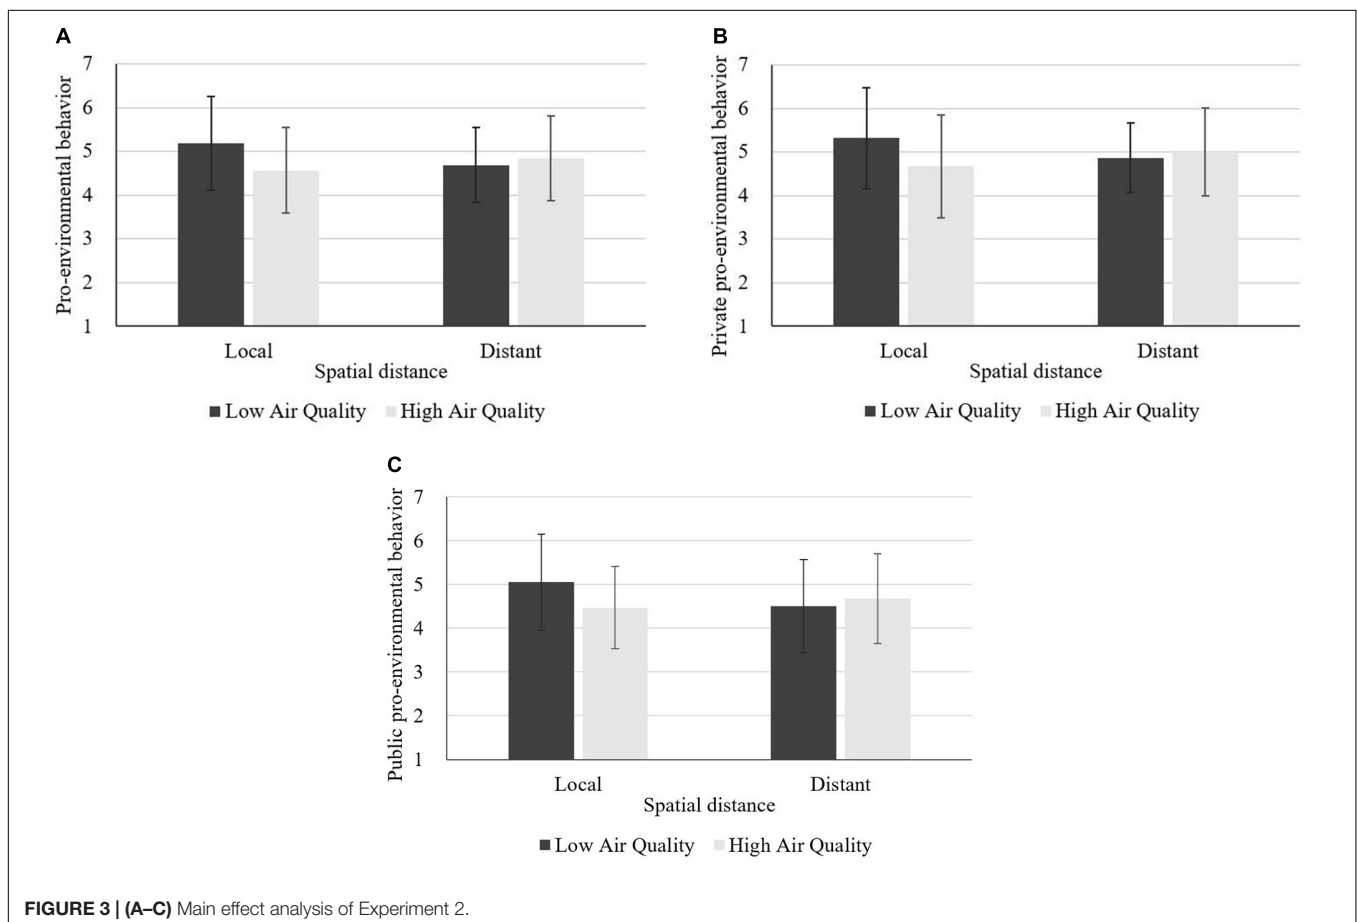 A
Pro-environmental behavior
7
6
5
4
3
2
1
Local
Distant
Spatial distance
Low Air Quality
High Air Quality
B
Private pro-environmental behavior
7
6
5
4
3
2
1
Local
Distant
Spatial distance
Low Air Quality
High Air Quality
C
Public pro-environmental behavior
7
6
5
4
3
2
1
Local
Distant
Spatial distance
Low Air Quality
High Air Quality
FIGURE 3 | (A–C) Main effect analysis of Experiment 2.